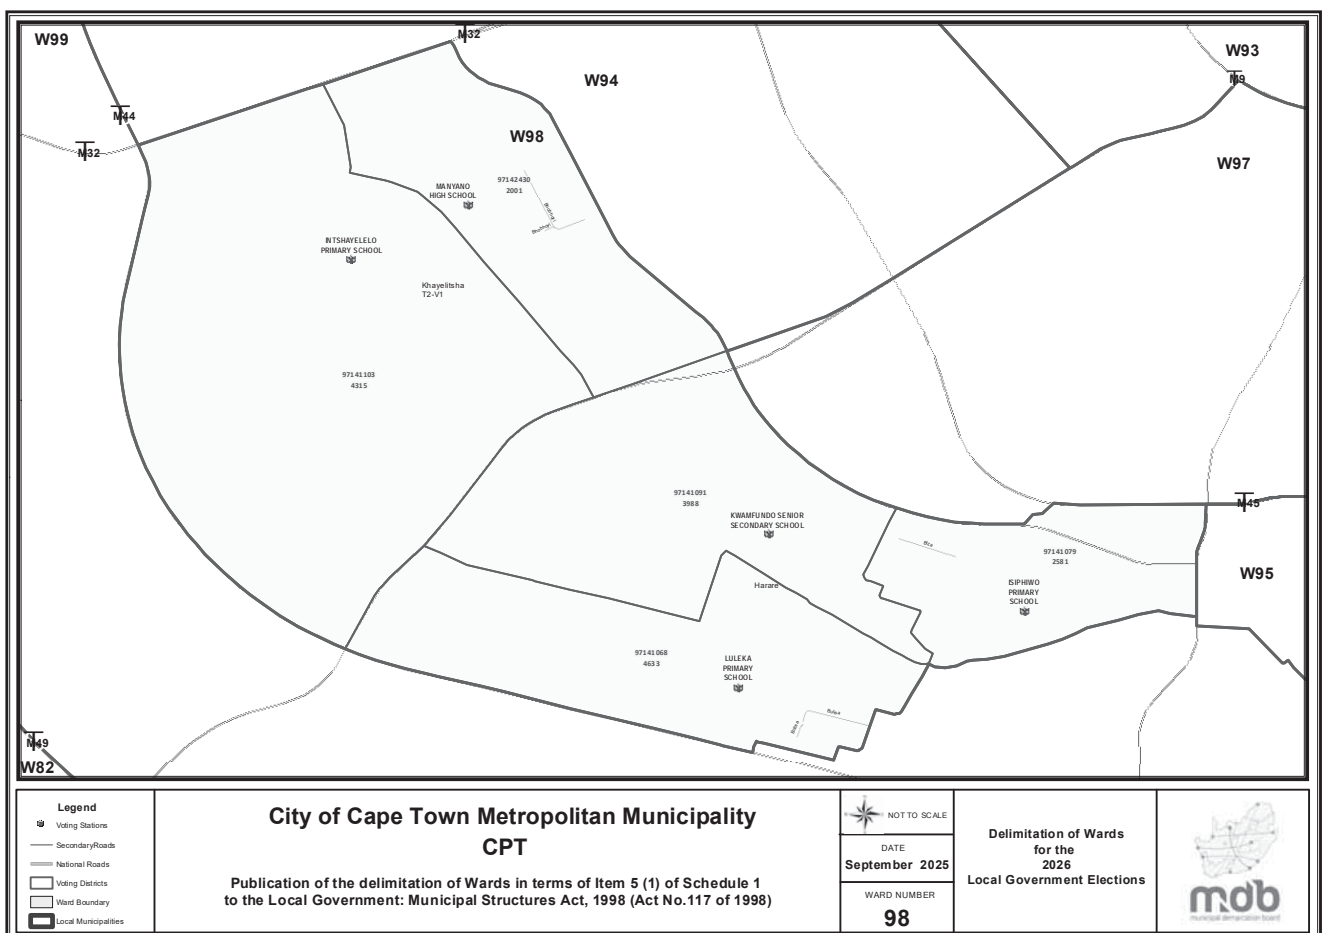 W99
M32
W94
W93
M9
M44
M32
W98
W97
MANYANO
HIGH SCHOOL
97142430
2001
INTSHAYELELO
PRIMARY SCHOOL
Khayelitsha
T2-V1
97141103
4315
97141091
3988
KWAMFUNDO SENIOR
SECONDARY SCHOOL
M45
97141079
2581
W95
ISIPHIWO
PRIMARY
SCHOOL
Harare
97141068
4633
LULEKA
PRIMARY
SCHOOL
M49
W82
Legend
Voting Stations
SecondaryRoads
National Roads
Voting Districts
Ward Boundary
Local Municipalities
City of Cape Town Metropolitan Municipality
CPT
Publication of the delimitation of Wards in terms of Item 5 (1) of Schedule 1
to the Local Government: Municipal Structures Act, 1998 (Act No.117 of 1998)
NOT TO SCALE
DATE
September 2025
WARD NUMBER
98
Delimitation of Wards
for the
2026
Local Government Elections
mdb
municipal demarcation board